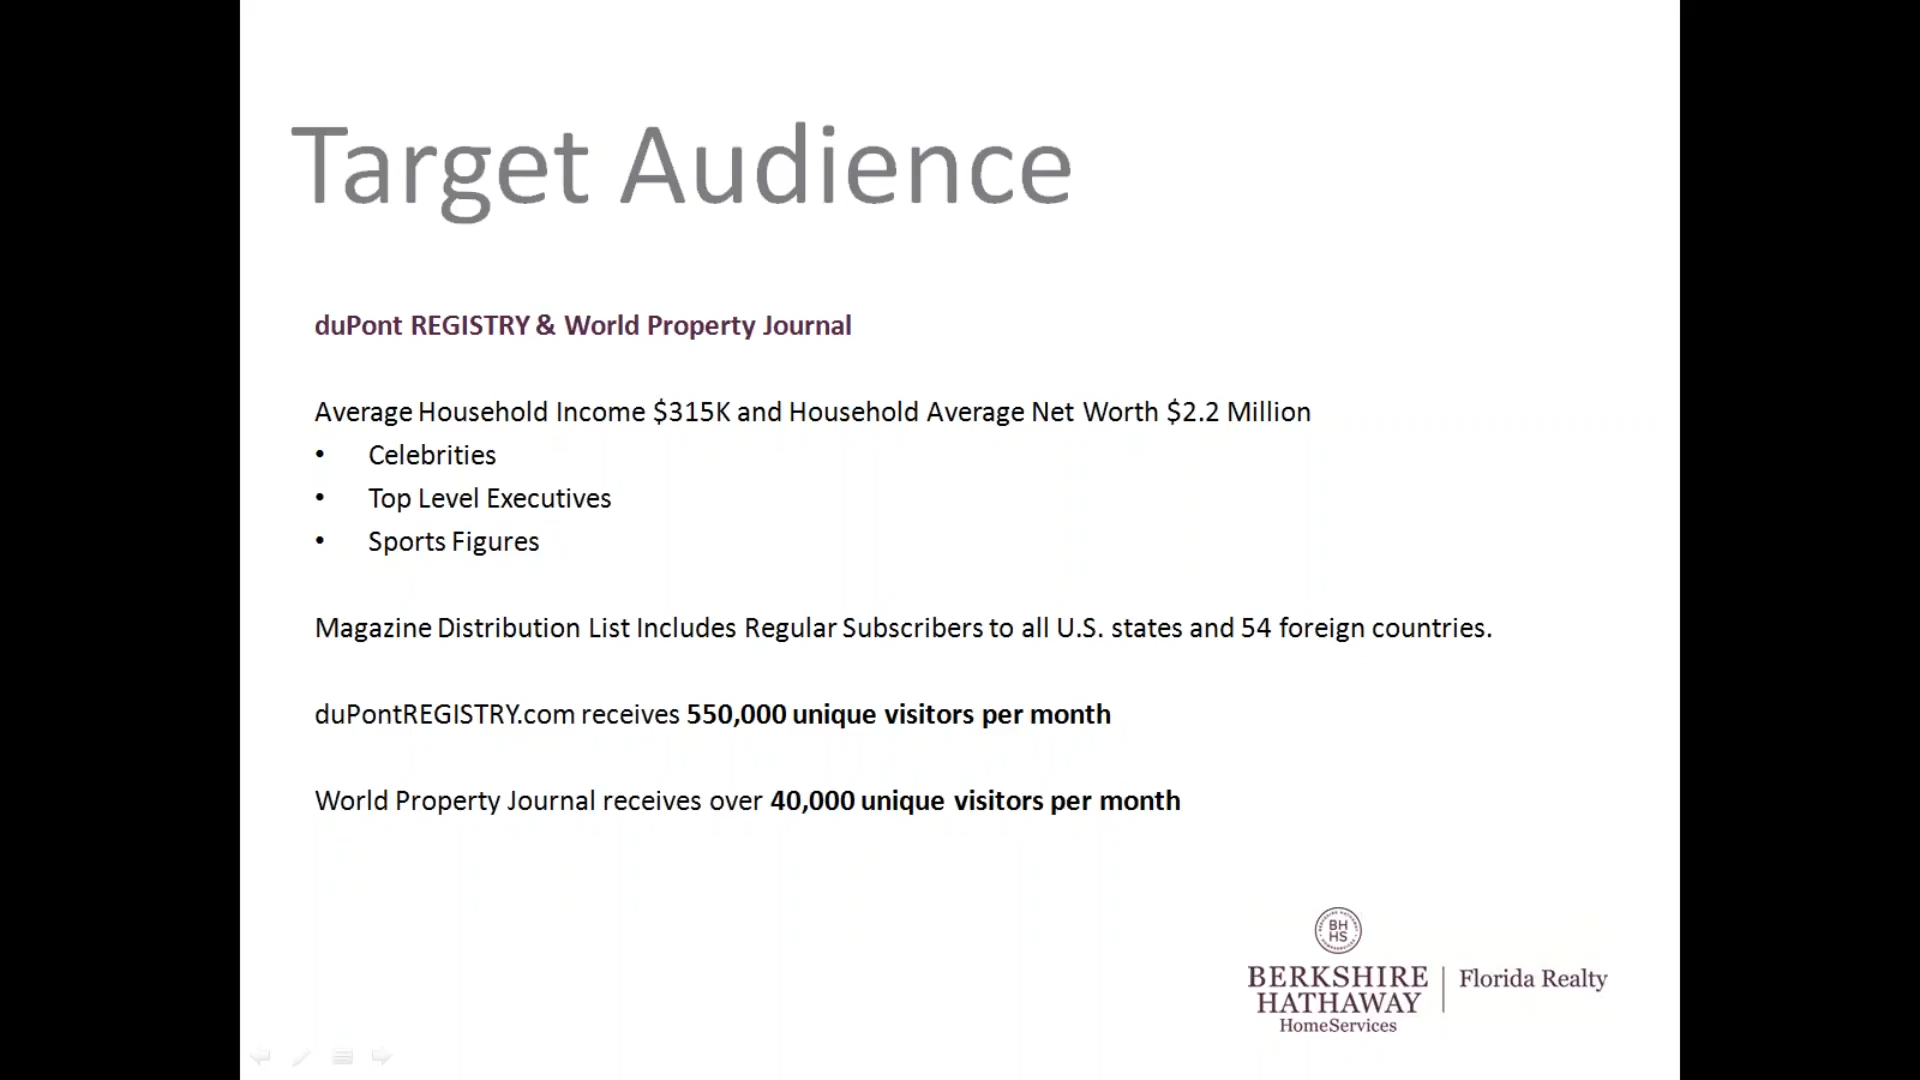 Target Audience
duPont REGISTRY & World Property Journal
Average Household Income $315K and Household Average Net Worth $2.2 Million
• Celebrities
• Top Level Executives
• Sports Figures
Magazine Distribution List Includes Regular Subscribers to all U.S. states and 54 foreign countries.
duPontREGISTRY.com receives 550,000 unique visitors per month
World Property Journal receives over 40,000 unique visitors per month
BH
HS
BERKSHIRE
HATHAWAY
HomeServices
Florida Realty